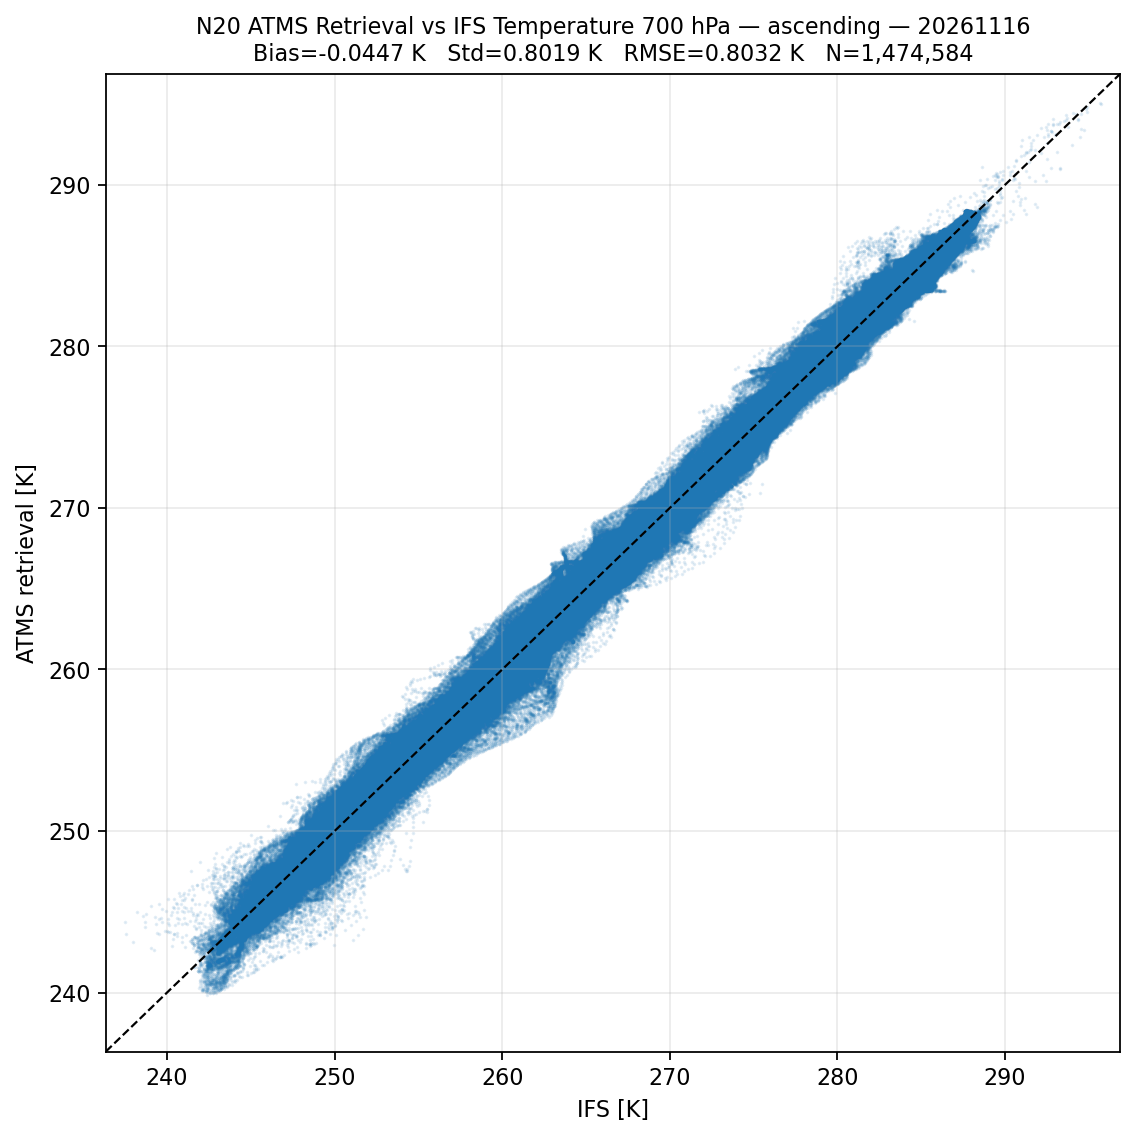 N20 ATMS Retrieval vs IFS Temperature 700 hPa — ascending — 20261116
Bias=-0.0447 K   Std=0.8019 K   RMSE=0.8032 K   N=1,474,584
ATMS retrieval [K]
290
280
270
260
250
240
240 250 260 270 280 290
IFS [K]